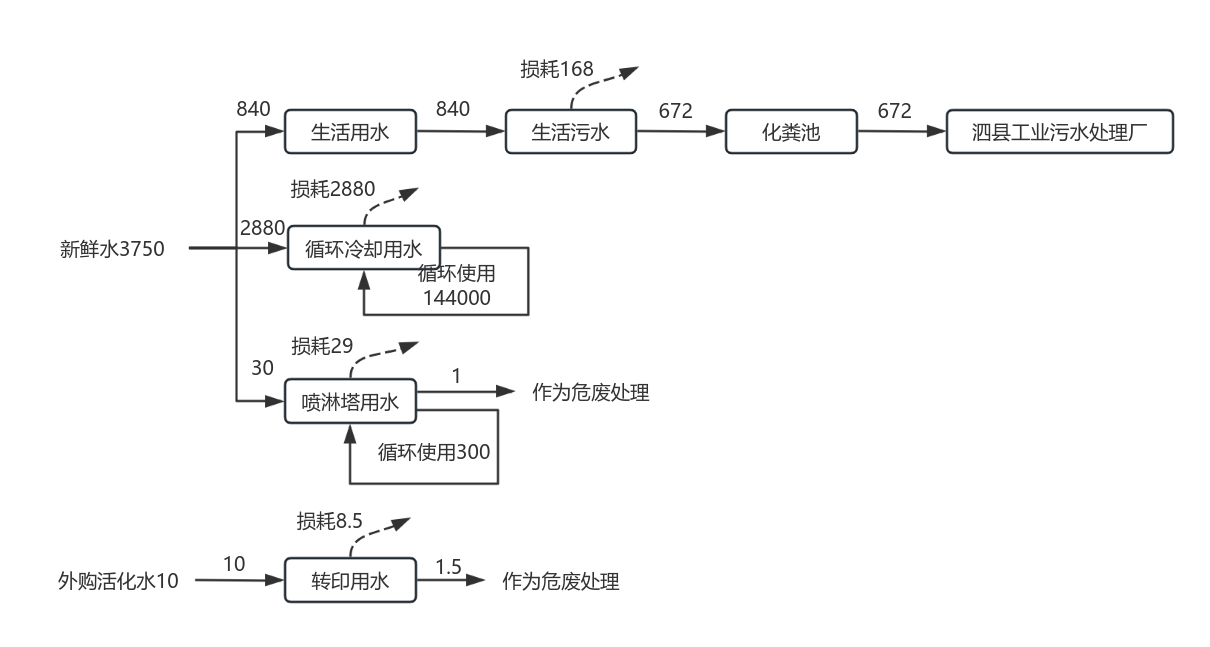 损耗168
840
840
672
672
生活用水
生活污水
化粪池
泗县工业污水处理厂
损耗2880
2880
新鲜水3750
循环冷却用水
循环使用
144000
损耗29
30
1
喷淋塔用水
作为危废处理
循环使用300
损耗8.5
10
1.5
外购活化水10
转印用水
作为危废处理